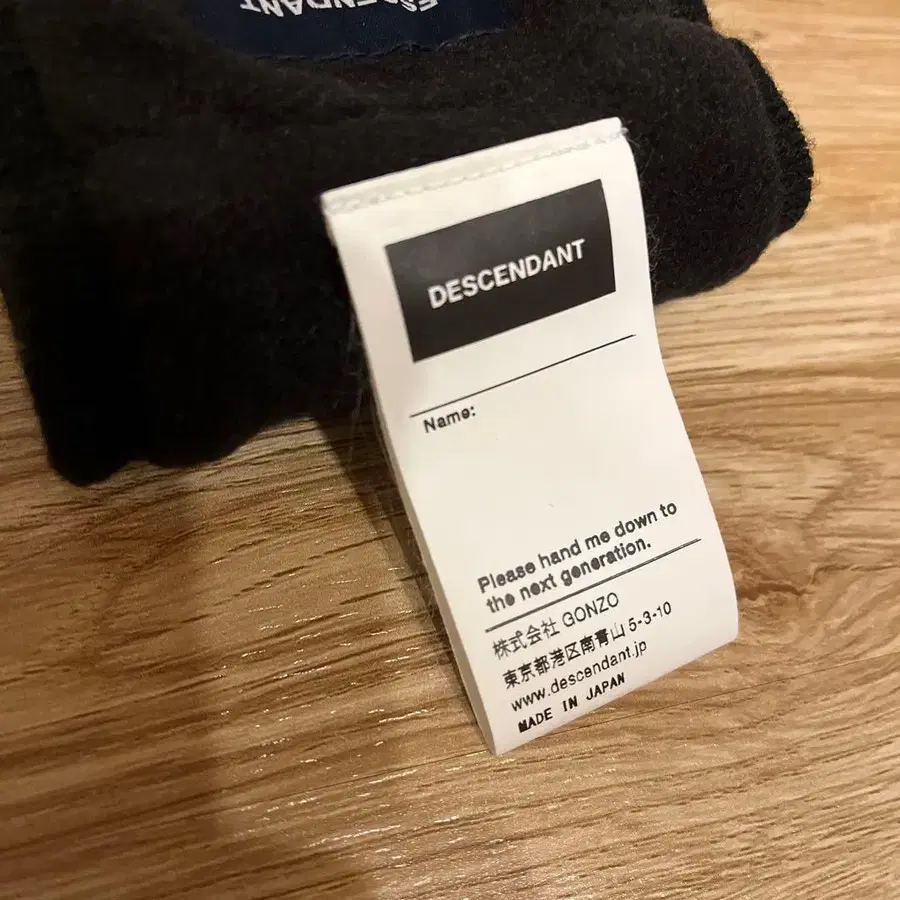 DESCENDANT
DESCENDANT
Name:
Please hand me down to
the next generation.
株式会社 GONZO
東京都港区南青山 5-3-10
www.descendant.jp
MADE IN JAPAN